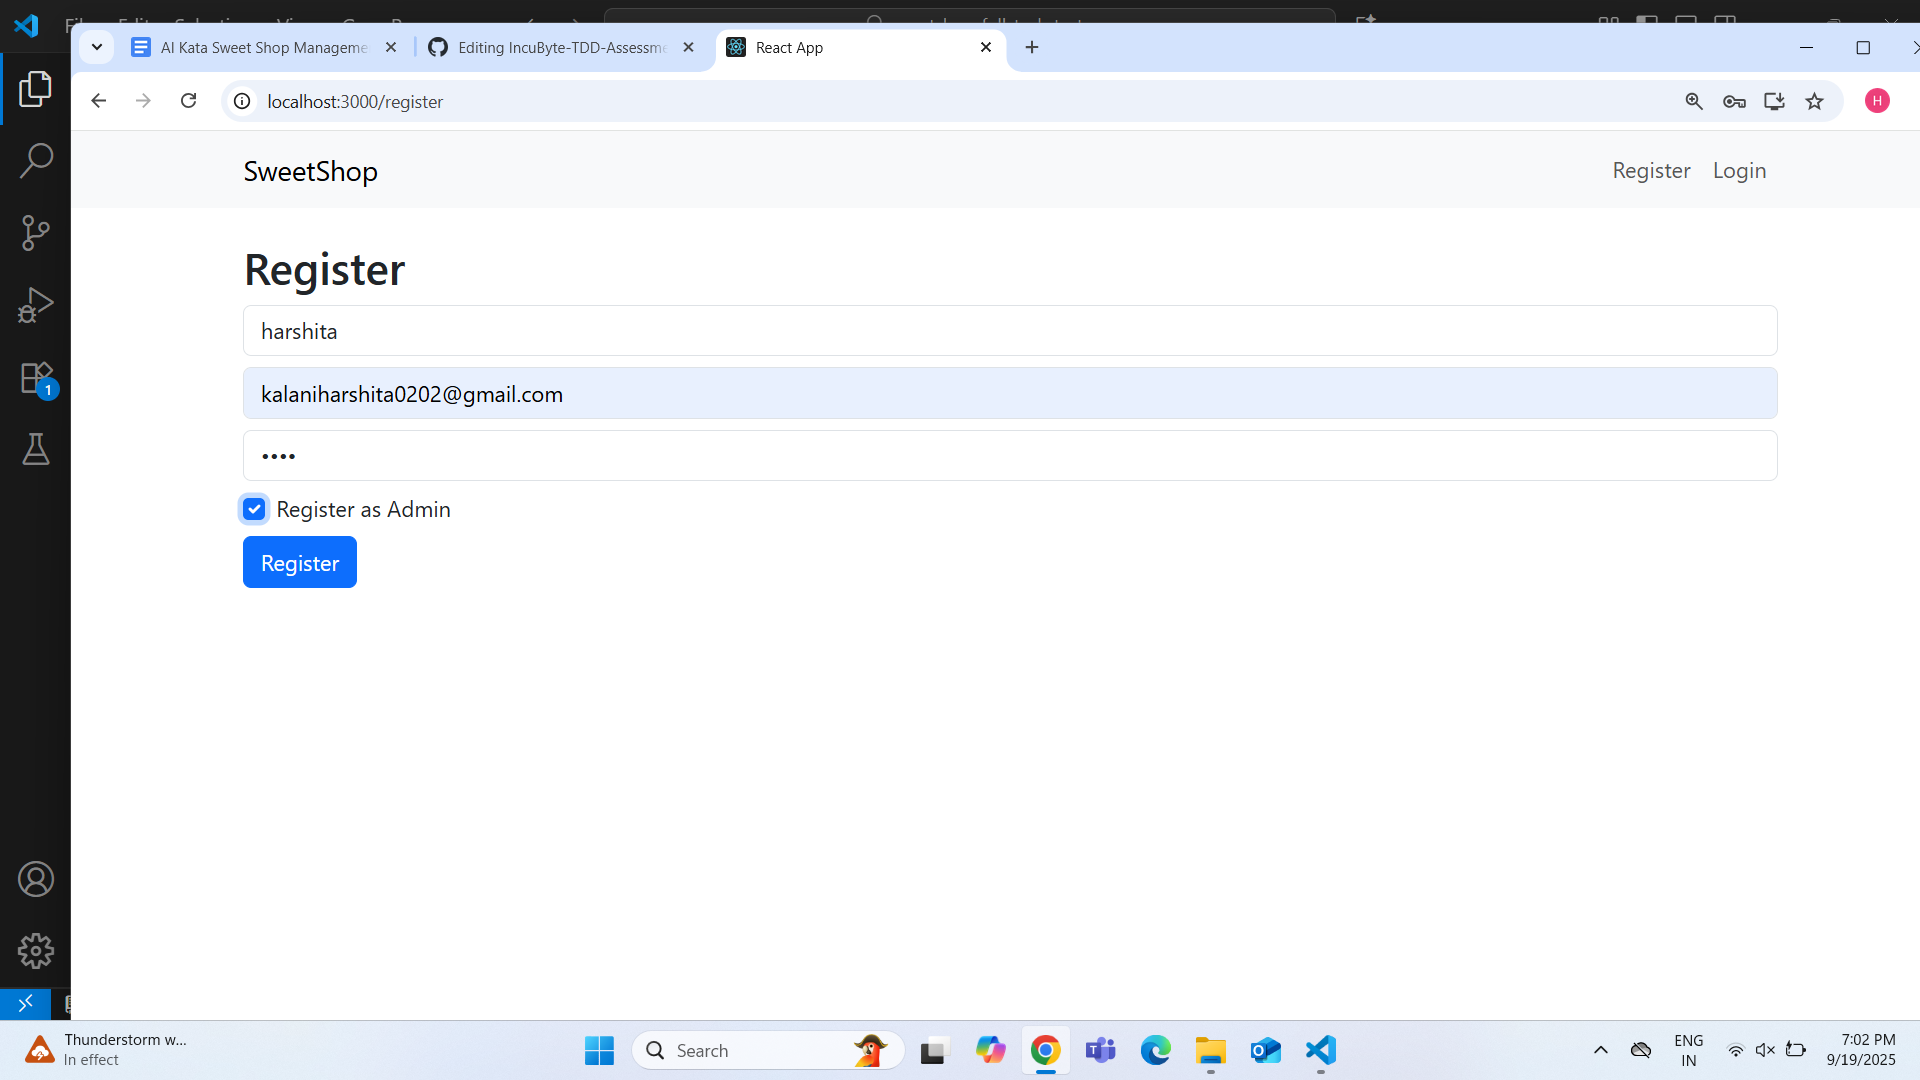 AI Kata Sweet Shop Manageme
Editing IncuByte-TDD-Assessme
React App
localhost:3000/register
H
SweetShop
Register
Login
Register
harshita
kalaniharshita0202@gmail.com
••••
Register as Admin
Register
1
Thunderstorm w...
In effect
Search
ENG
IN
7:02 PM
9/19/2025